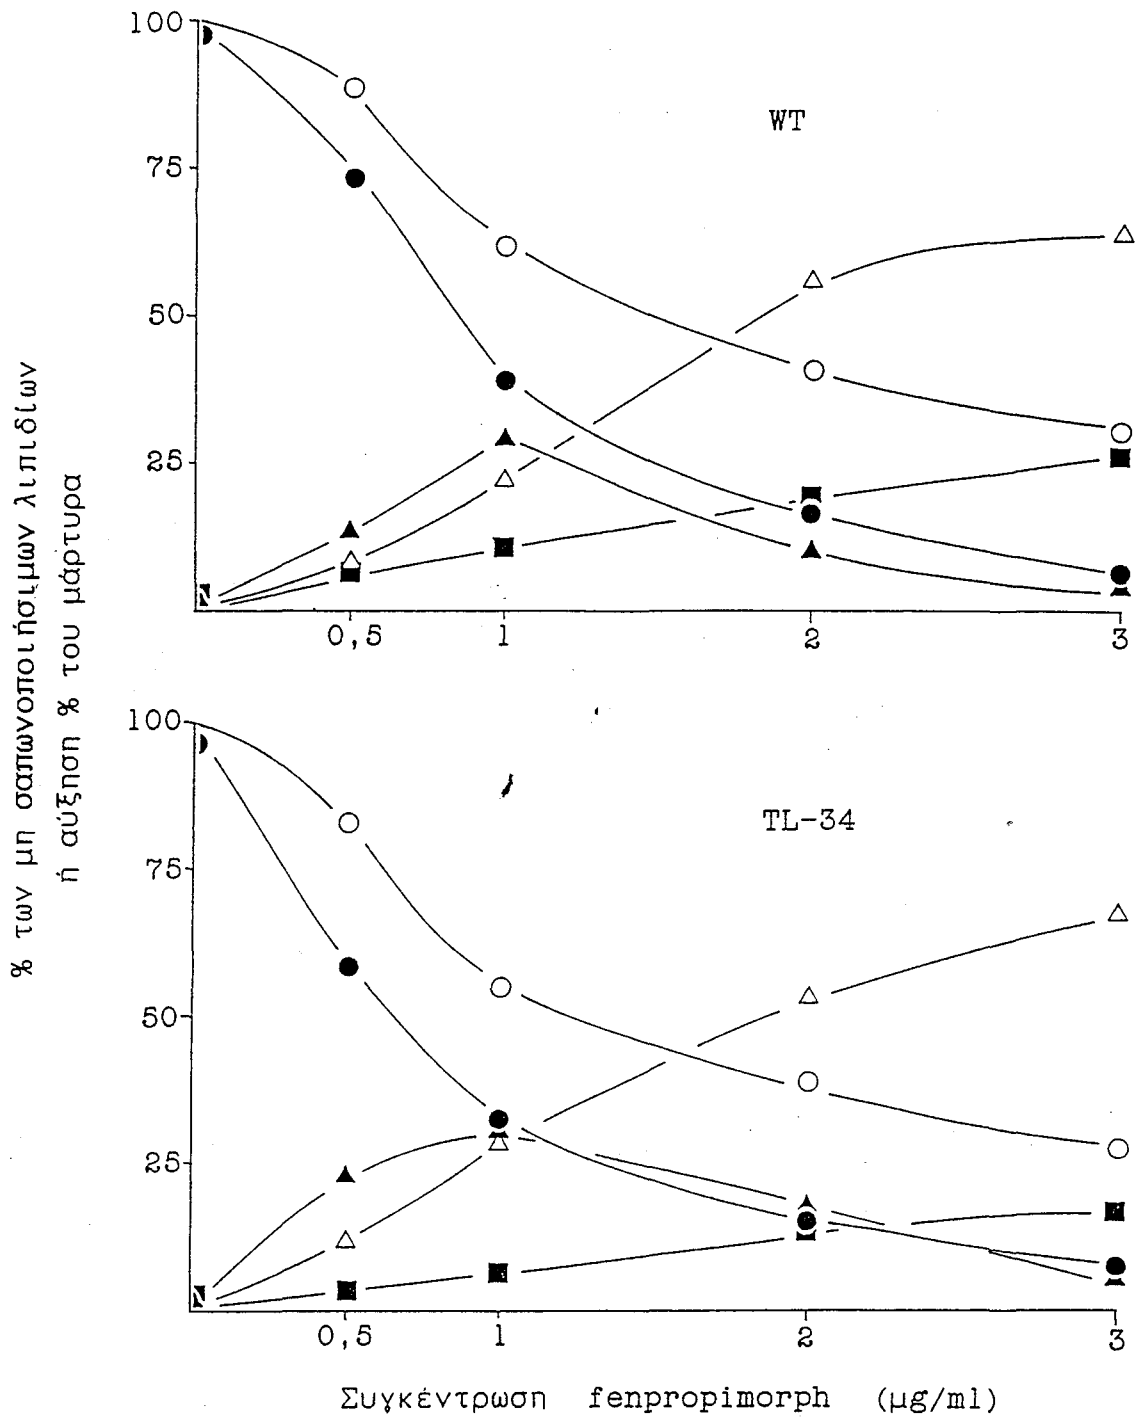 % των μη σαπωνοποιήσιμων λιπιδίων
ή αύξηση % του μάρτυρα
100
75
50
25
WT
0,5 1 2 3
100
75
50
25
TL-34
0,5 1 2 3
Συγκέντρωση fenpropimorph (μg/ml)